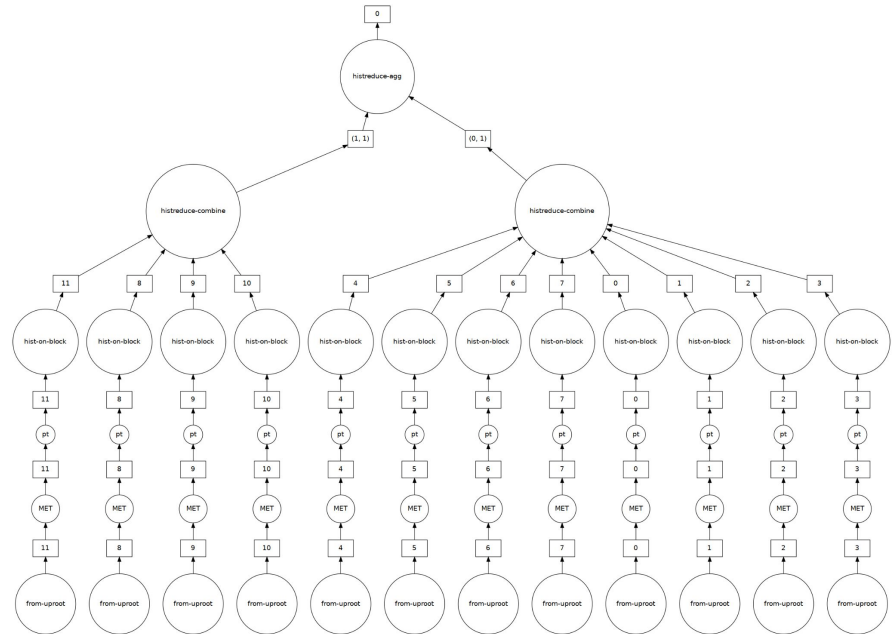 0
histreduce-agg
(1, 1) (0, 1)
histreduce-combine histreduce-combine
11 8 9 10 4 5 6 7 0 1 2 3
hist-on-block hist-on-block hist-on-block hist-on-block hist-on-block hist-on-block hist-on-block hist-on-block hist-on-block hist-on-block hist-on-block hist-on-block
11 8 9 10 4 5 6 7 0 1 2 3
pt pt pt pt pt pt pt pt pt pt pt pt
11 8 9 10 4 5 6 7 0 1 2 3
MET MET MET MET MET MET MET MET MET MET MET MET
11 8 9 10 4 5 6 7 0 1 2 3
from-uproot from-uproot from-uproot from-uproot from-uproot from-uproot from-uproot from-uproot from-uproot from-uproot from-uproot from-uproot